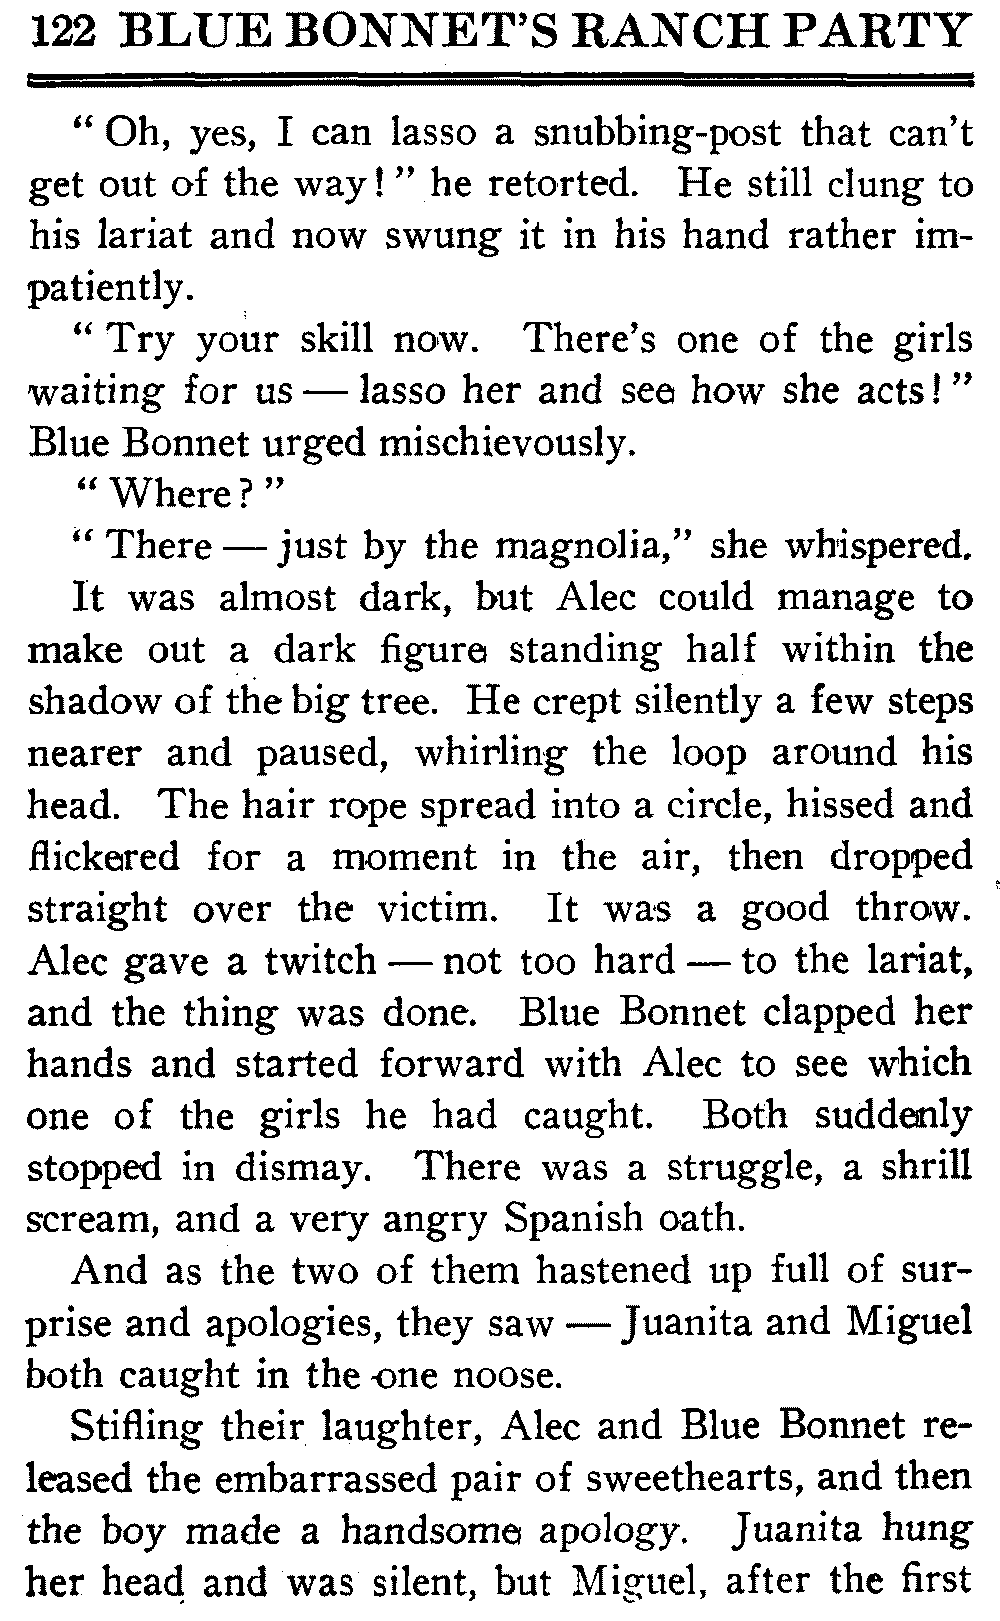 122 BLUE BONNET'S RANCH PARTY
" Oh, yes, I can lasso a snubbing-post that can't
get out of the way! " he retorted. He still clung to
his lariat and now swung it in his hand rather im-
patiently.
" Try your skill now. There's one of the girls
waiting for us — lasso her and see how she acts! "
Blue Bonnet urged mischievously.
" Where? "
" There — just by the magnolia," she whispered.
It was almost dark, but Alec could manage to
make out a dark figure standing half within the
shadow of the big tree. He crept silently a few steps
nearer and paused, whirling the loop around his
head. The hair rope spread into a circle, hissed and
flickered for a moment in the air, then dropped
straight over the victim. It was a good throw.
Alec gave a twitch — not too hard — to the lariat,
and the thing was done. Blue Bonnet clapped her
hands and started forward with Alec to see which
one of the girls he had caught. Both suddenly
stopped in dismay. There was a struggle, a shrill
scream, and a very angry Spanish oath.
And as the two of them hastened up full of sur-
prise and apologies, they saw — Juanita and Miguel
both caught in the one noose.
Stifling their laughter, Alec and Blue Bonnet re-
leased the embarrassed pair of sweethearts, and then
the boy made a handsome apology. Juanita hung
her head and was silent, but Miguel, after the first